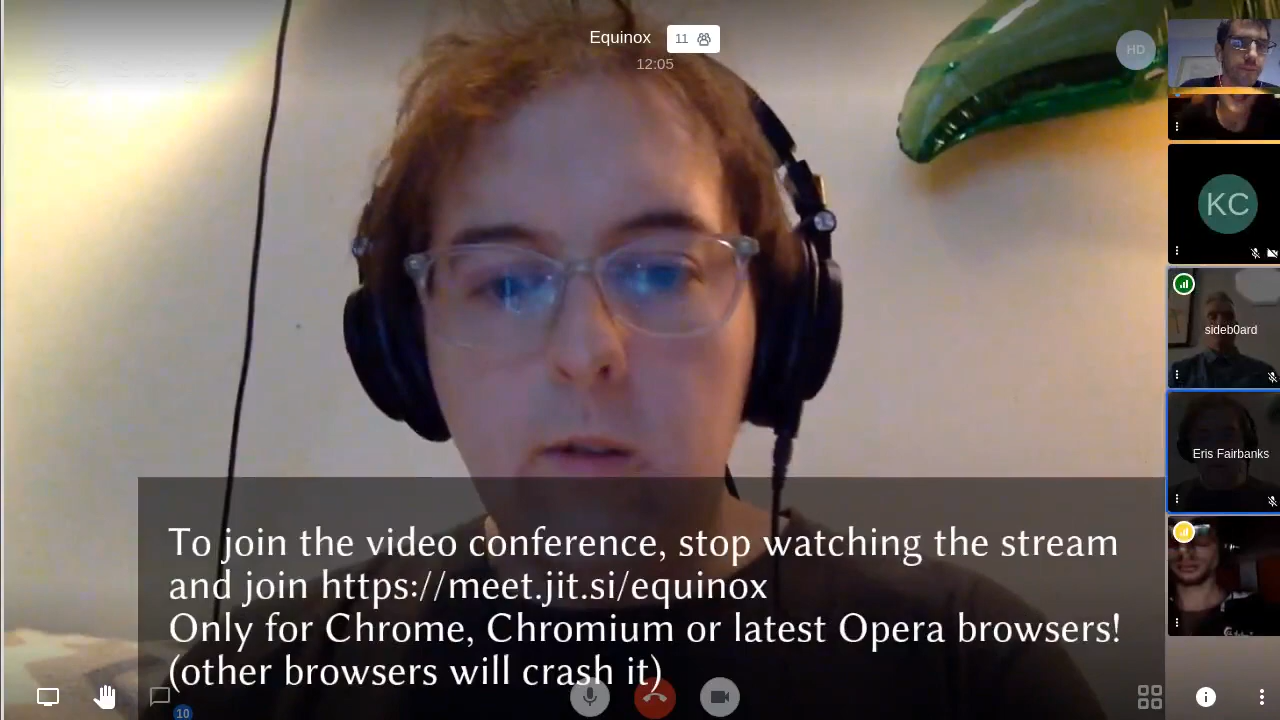 Equinox 11
12:05
HD
KC
sideb0ard
Eris Fairbanks
To join the video conference, stop watching the stream
and join https://meet.jit.si/equinox
Only for Chrome, Chromium or latest Opera browsers!
(other browsers will crash it)
10